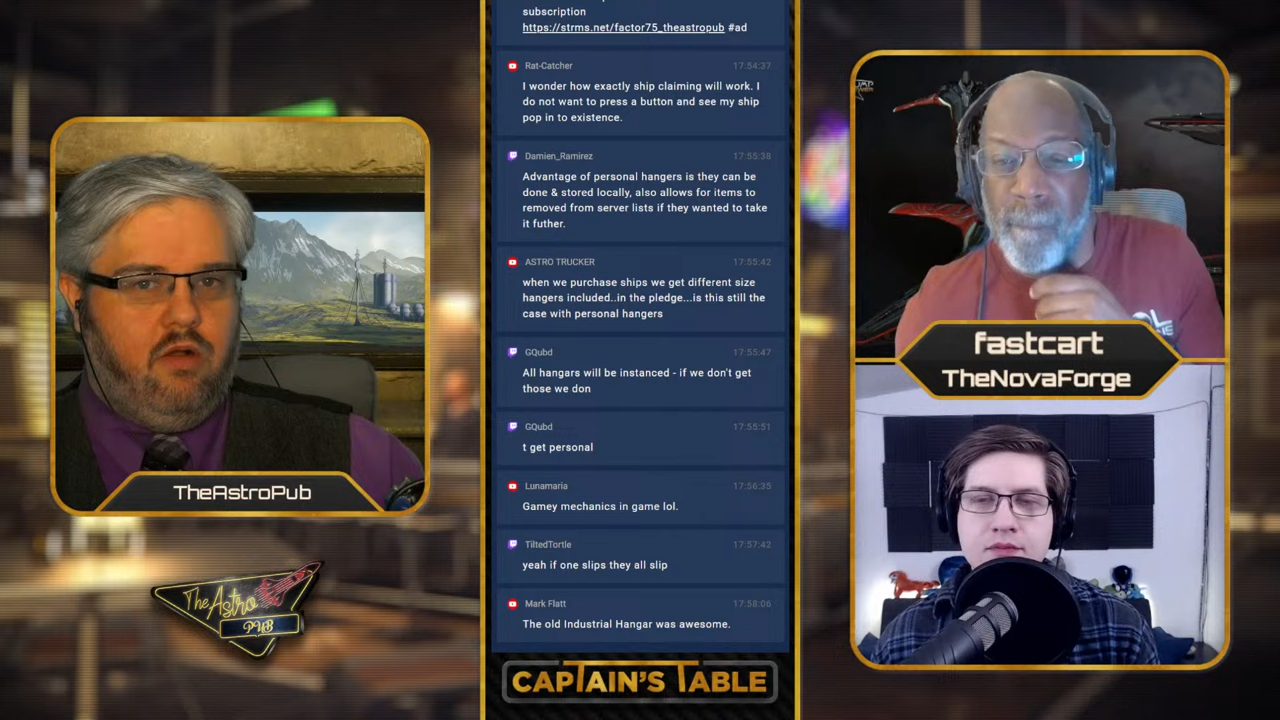 subscription
https://strms.net/factor75_theastropub #ad
Rat-Catcher 17:54:37
I wonder how exactly ship claiming will work. I
do not want to press a button and see my ship
pop in to existence.
Damien_Ramirez 17:55:38
Advantage of personal hangers is they can be
done & stored locally, also allows for items to
removed from server lists if they wanted to take
it futher.
ASTRO TRUCKER 17:55:42
when we purchase ships we get different size
hangers included..in the pledge...is this still the
case with personal hangers
GQubd 17:55:47
All hangars will be instanced - if we don't get
those we don
GQubd 17:55:51
t get personal
Lunamaria 17:56:35
Gamey mechanics in game lol.
TiltedTortle 17:57:42
yeah if one slips they all slip
Mark Flatt 17:58:06
The old Industrial Hangar was awesome.
CAPTAIN'S TABLE
TheAstroPub
The Astro
PUB
fastcart
TheNovaForge